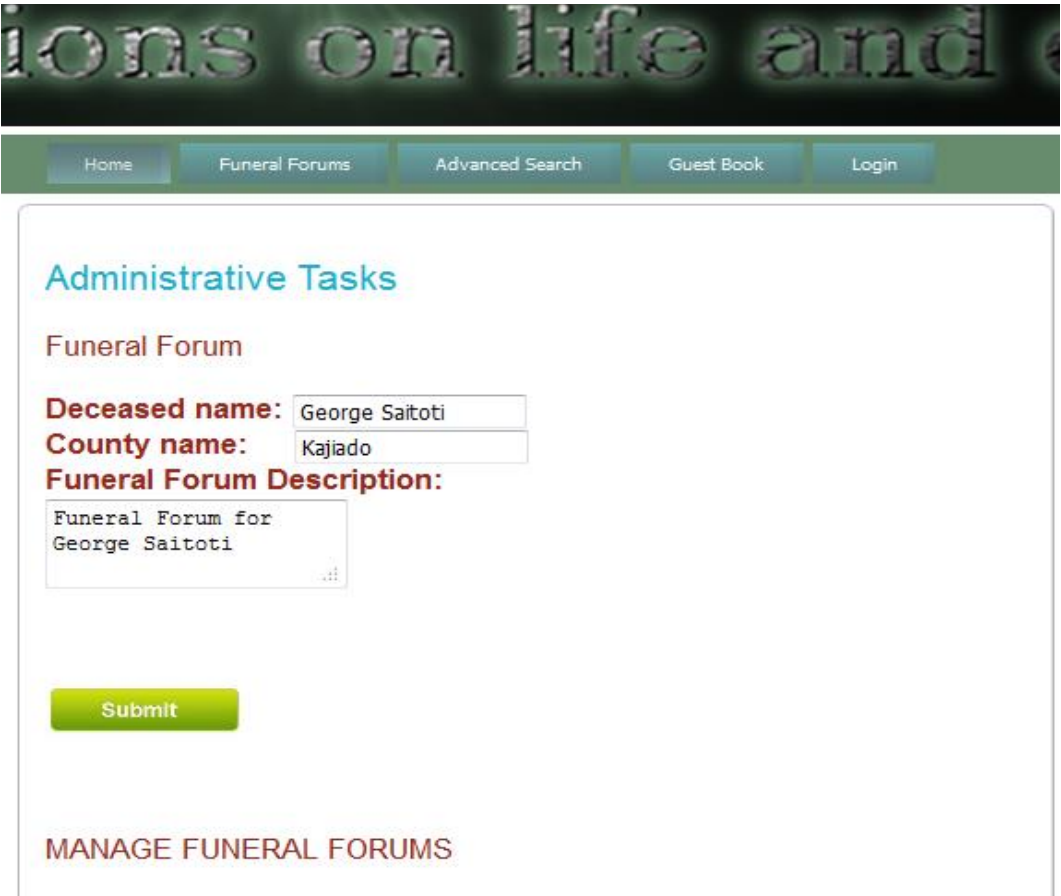 ions on life and
Home Funeral Forums Advanced Search Guest Book Login
Administrative Tasks
Funeral Forum
Deceased name: George Saitoti
County name: Kajiado
Funeral Forum Description:
Funeral Forum for
George Saitoti
Submit
MANAGE FUNERAL FORUMS